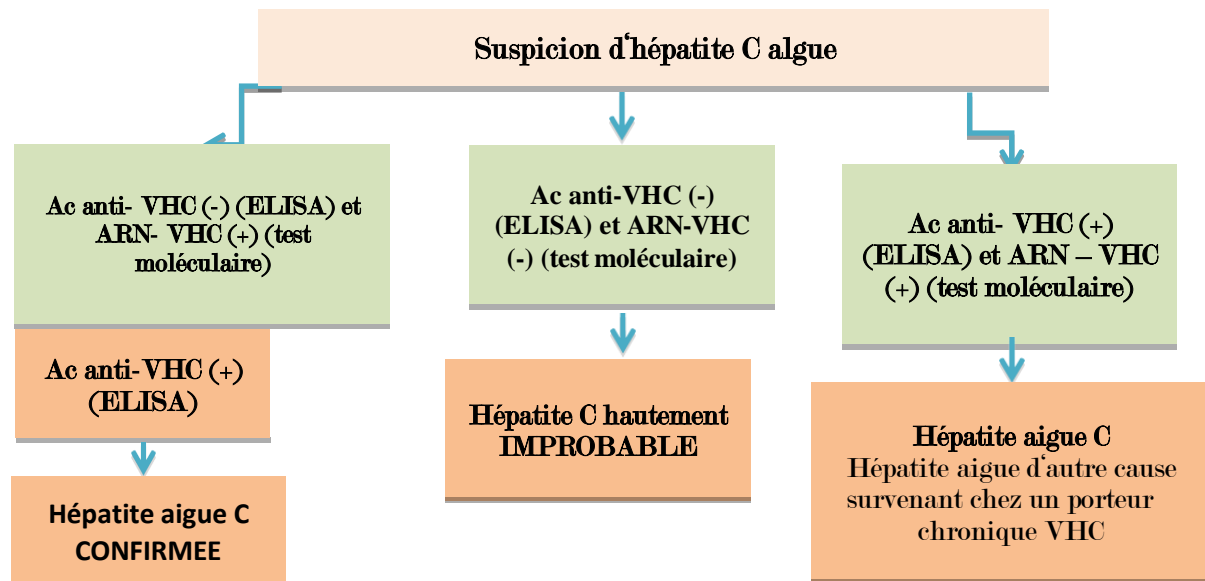 Suspicion d‘hépatite C algue
Ac anti- VHC (-) (ELISA) et
ARN- VHC (+) (test
moléculaire)
Ac anti-VHC (+)
(ELISA)
Hépatite aigue C
CONFIRMEE
Ac anti-VHC (-)
(ELISA) et ARN-VHC
(-) (test moléculaire)
Hépatite C hautement
IMPROBABLE
Ac anti- VHC (+)
(ELISA) et ARN – VHC
(+) (test moléculaire)
Hépatite aigue C
Hépatite aigue d‘autre cause
survenant chez un porteur
chronique VHC